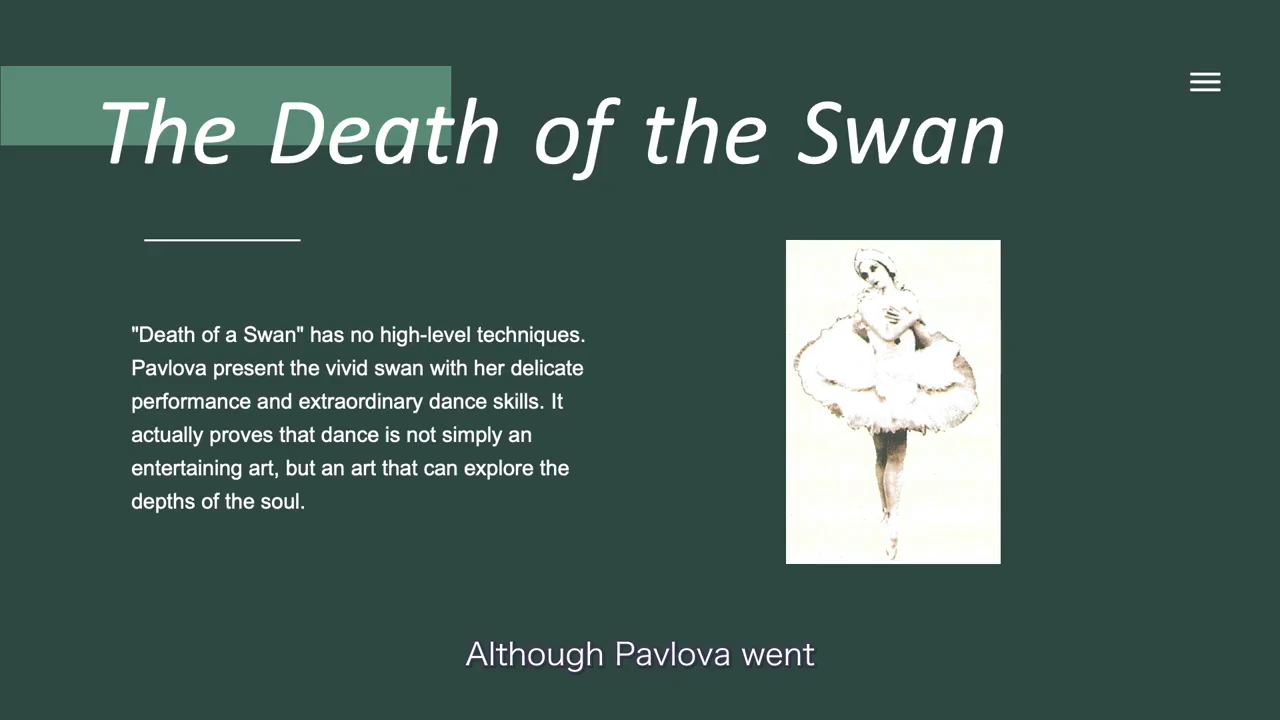 The Death of the Swan
"Death of a Swan" has no high-level techniques.
Pavlova present the vivid swan with her delicate
performance and extraordinary dance skills. It
actually proves that dance is not simply an
entertaining art, but an art that can explore the
depths of the soul.
Although Pavlova went